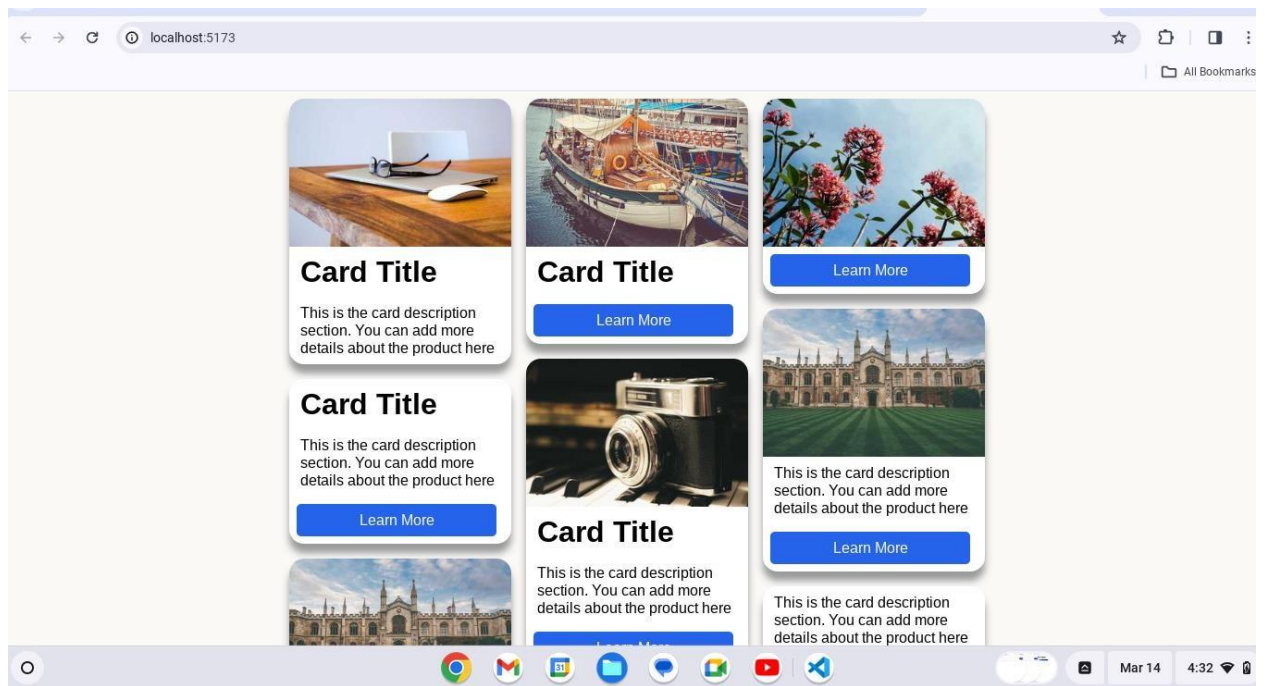 localhost:5173
All Bookmarks
Card Title
This is the card description
section. You can add more
details about the product here
Card Title
This is the card description
section. You can add more
details about the product here
Learn More
Card Title
Learn More
Card Title
This is the card description
section. You can add more
details about the product here
Learn More
Learn More
This is the card description
section. You can add more
details about the product here
Learn More
This is the card description
section. You can add more
details about the product here
31
Mar 14
4:32